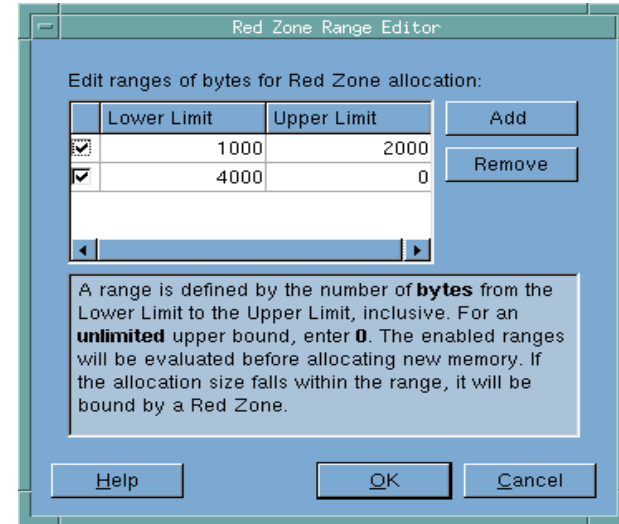 Red Zone Range Editor
Edit ranges of bytes for Red Zone allocation:
Lower Limit Upper Limit Add
1000 2000
Remove
4000 0
A range is defined by the number of bytes from the
Lower Limit to the Upper Limit, inclusive. For an
unlimited upper bound, enter 0. The enabled ranges
will be evaluated before allocating new memory. If
the allocation size falls within the range, it will be
bound by a Red Zone.
Help OK Cancel